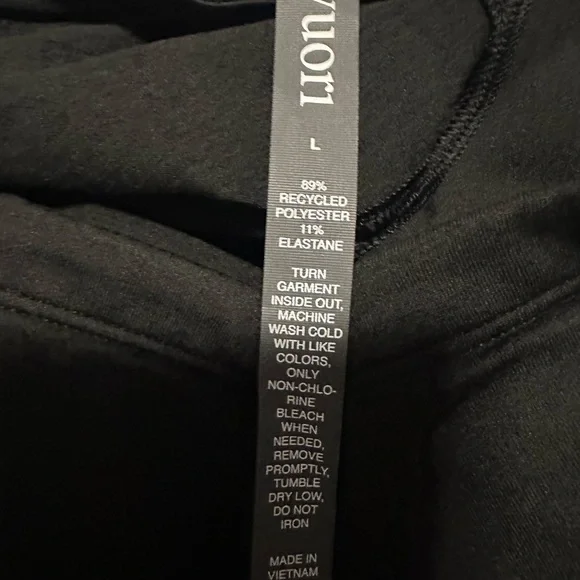 vuori
L
89%
RECYCLED
POLYESTER
11%
ELASTANE
TURN
GARMENT
INSIDE OUT,
MACHINE
WASH COLD
WITH LIKE
COLORS,
ONLY
NON-CHLO-
RINE
BLEACH
WHEN
NEEDED,
REMOVE
PROMPTLY,
TUMBLE
DRY LOW,
DO NOT
IRON
MADE IN
VIETNAM